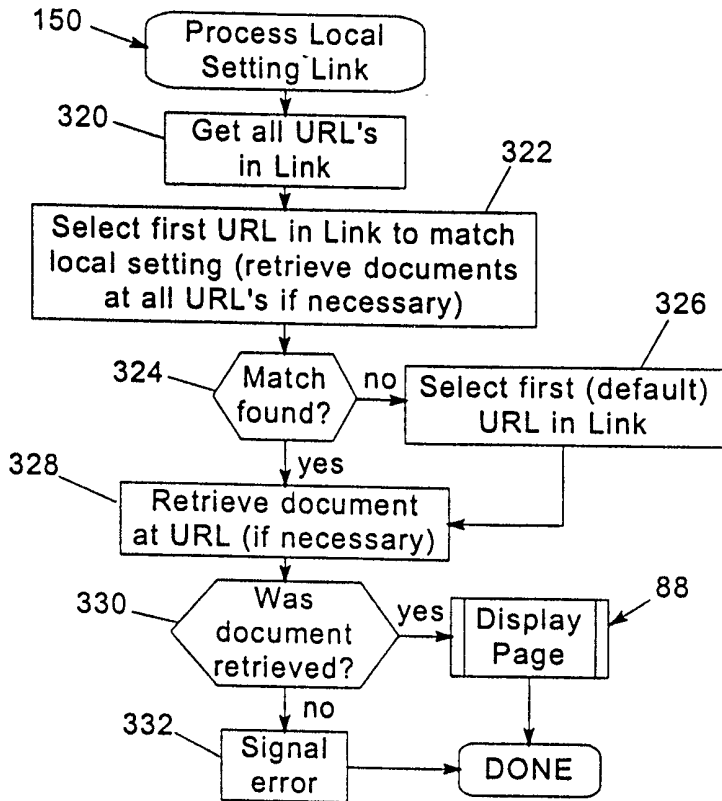 150
Process Local
Setting Link
320
Get all URL's
in Link
322
Select first URL in Link to match
local setting (retrieve documents
at all URL's if necessary)
326
324
Match
found?
no
Select first (default)
URL in Link
yes
328
Retrieve document
at URL (if necessary)
330
Was
document
retrieved?
yes
88
Display
Page
no
332
Signal
error
DONE